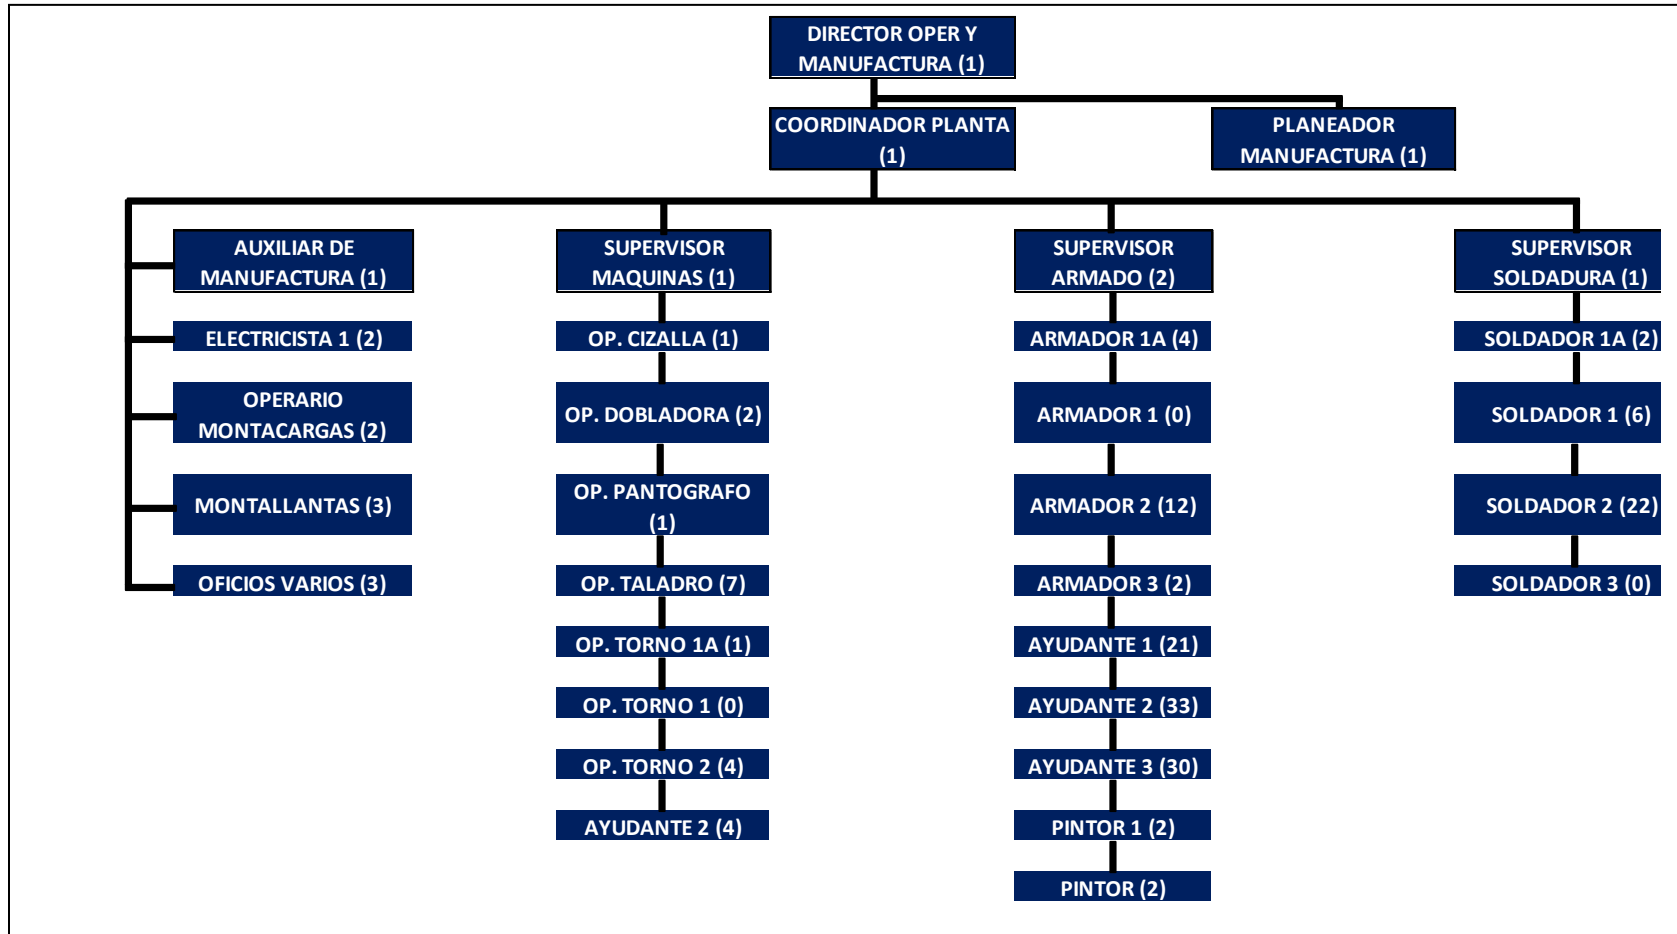 DIRECTOR OPER Y
MANUFACTURA (1)
COORDINADOR PLANTA
(1)
PLANEADOR
MANUFACTURA (1)
AUXILIAR DE
MANUFACTURA (1)
ELECTRICISTA 1 (2)
OPERARIO
MONTACARGAS (2)
MONTALLANTAS (3)
OFICIOS VARIOS (3)
SUPERVISOR
MAQUINAS (1)
OP. CIZALLA (1)
OP. DOBLADORA (2)
OP. PANTOGRAFO
(1)
OP. TALADRO (7)
OP. TORNO 1A (1)
OP. TORNO 1 (0)
OP. TORNO 2 (4)
AYUDANTE 2 (4)
SUPERVISOR
ARMADO (2)
ARMADOR 1A (4)
ARMADOR 1 (0)
ARMADOR 2 (12)
ARMADOR 3 (2)
AYUDANTE 1 (21)
AYUDANTE 2 (33)
AYUDANTE 3 (30)
PINTOR 1 (2)
PINTOR (2)
SUPERVISOR
SOLDADURA (1)
SOLDADOR 1A (2)
SOLDADOR 1 (6)
SOLDADOR 2 (22)
SOLDADOR 3 (0)